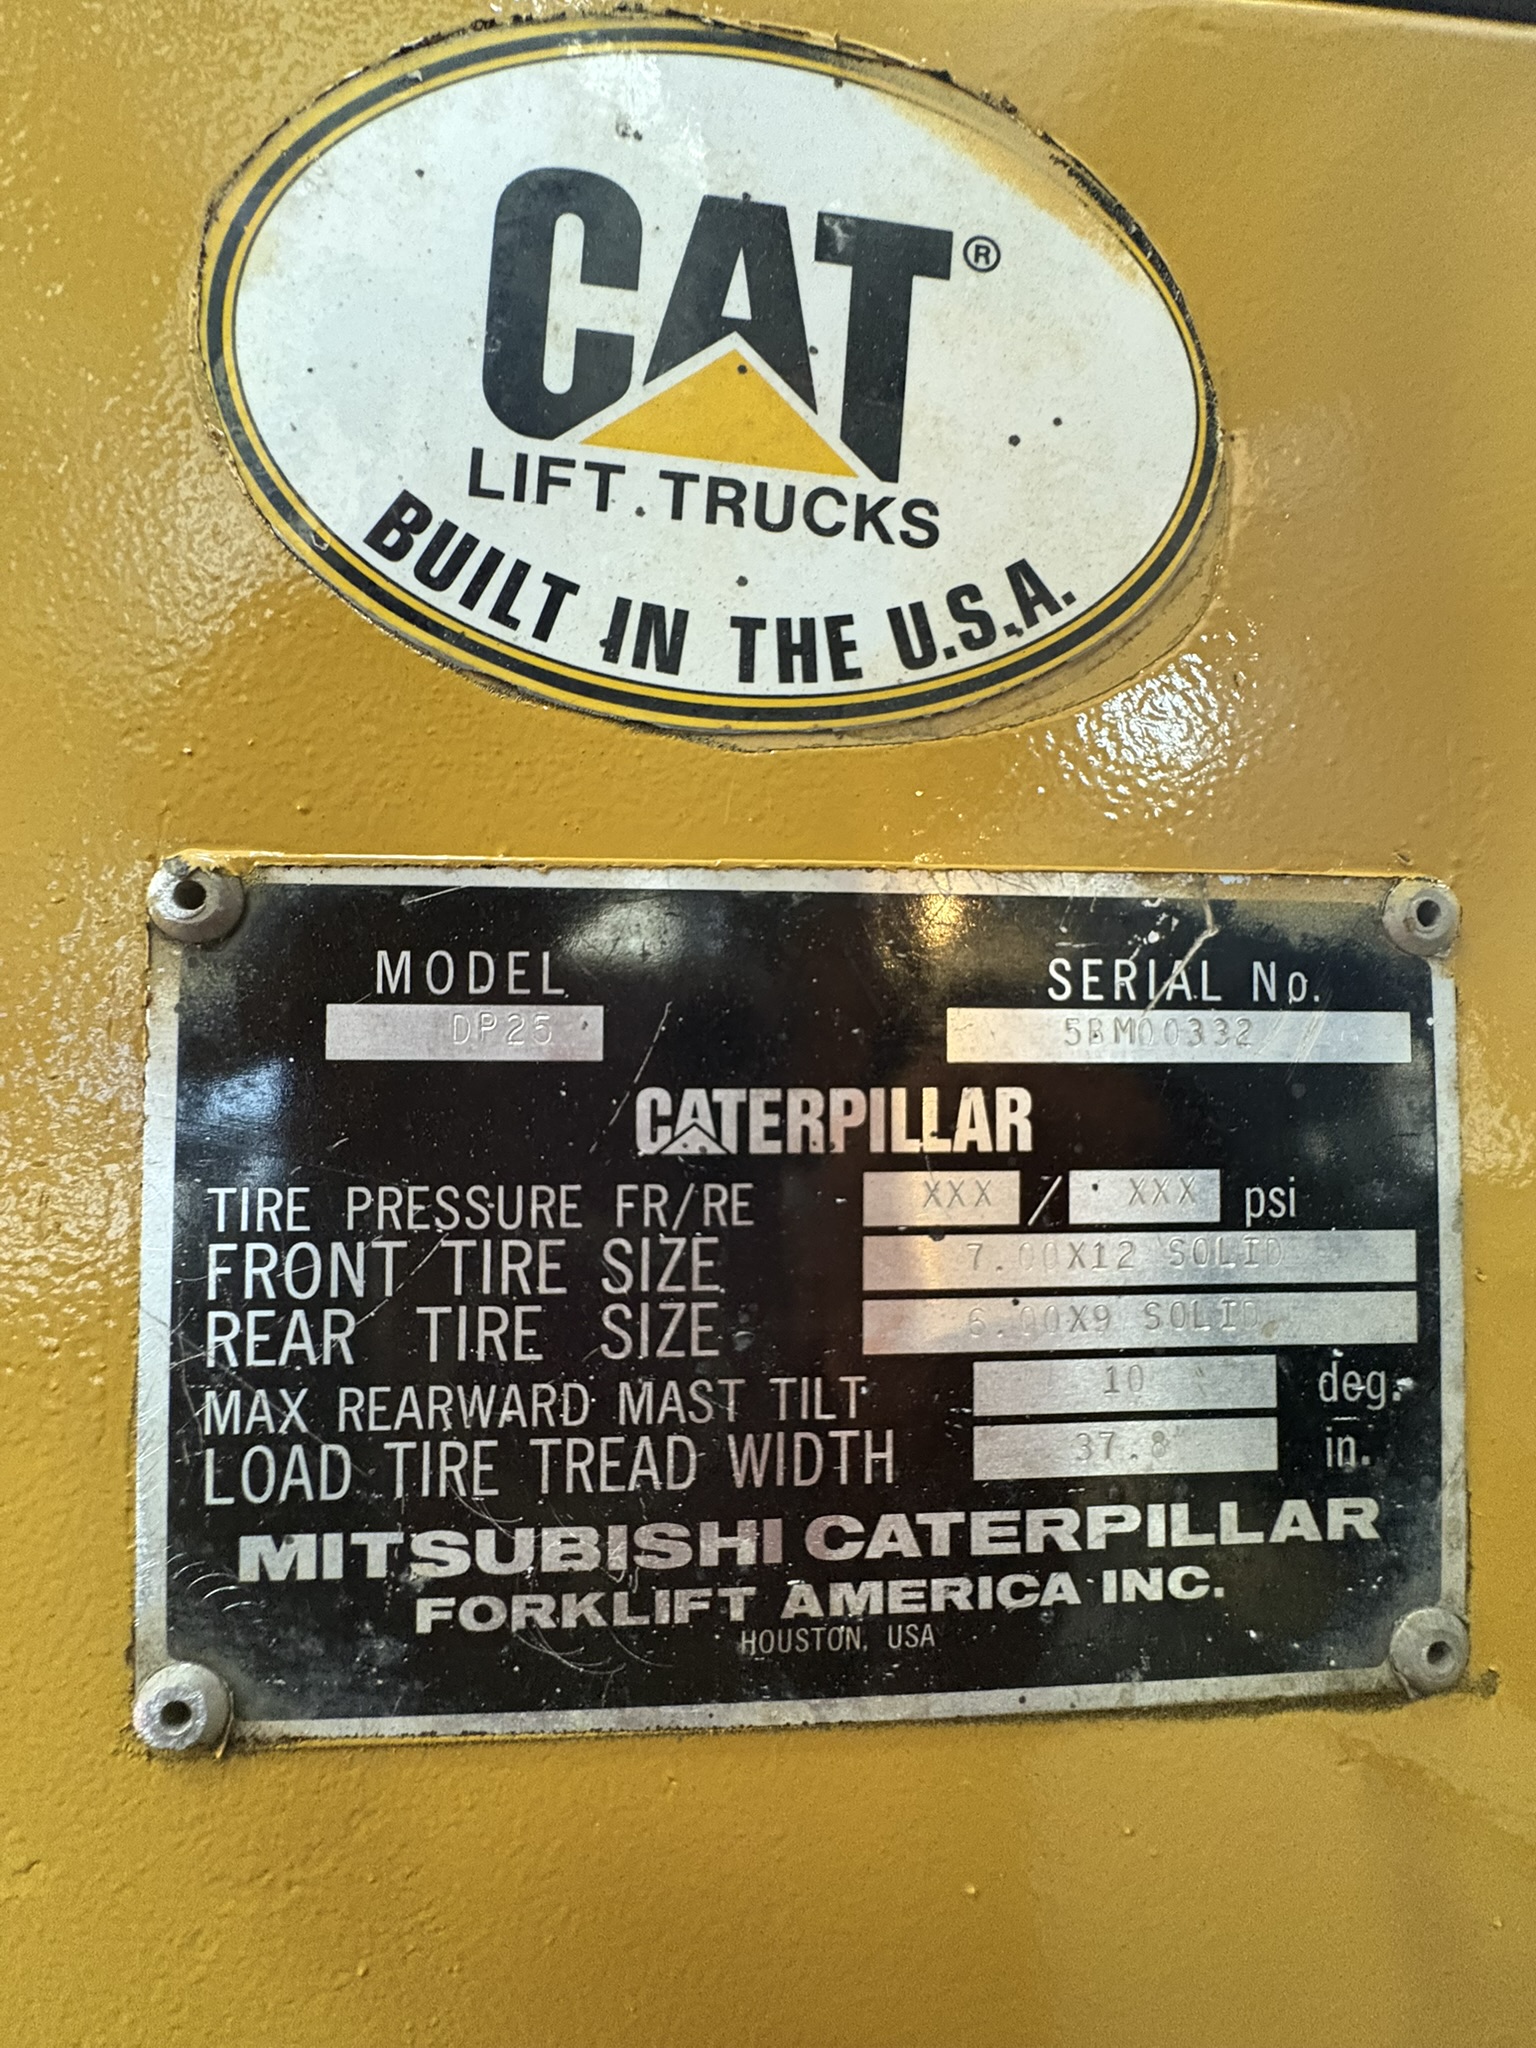 CAT®
LIFT TRUCKS
BUILT IN THE U.S.A.
MODEL SERIAL No.
DP25 5BM00332
CATERPILLAR
TIRE PRESSURE FR/RE XXX / XXX psi
FRONT TIRE SIZE 7.00X12 SOLID
REAR TIRE SIZE 6.00X9 SOLID
MAX REARWARD MAST TILT 10 deg.
LOAD TIRE TREAD WIDTH 37.8 in.
MITSUBISHI CATERPILLAR
FORKLIFT AMERICA INC.
HOUSTON, USA